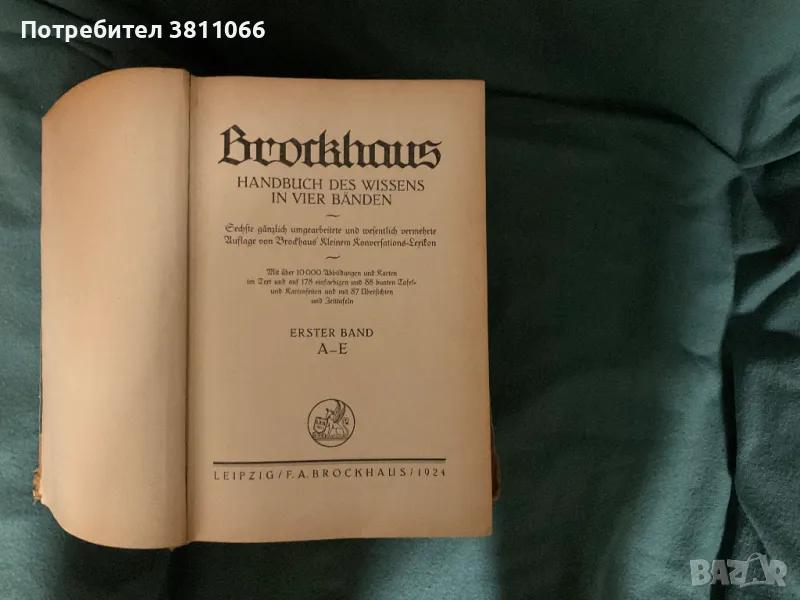 Потребител 3811066
Brockhaus
HANDBUCH DES WISSENS
IN VIER BÄNDEN
Sechste gänzlich umgearbeitete und wesentlich vermehrte
Auflage von Brockhaus' Kleinem Konversations-Lexikon
Mit über 10000 Abbildungen und Karten
im Text und auf 178 einfarbigen und 88 bunten Tafel-
und Kartenseiten und mit 87 Übersichten
und Zeittafeln
ERSTER BAND
A–E
LEIPZIG/F.A.BROCKHAUS/1924
BAZAR